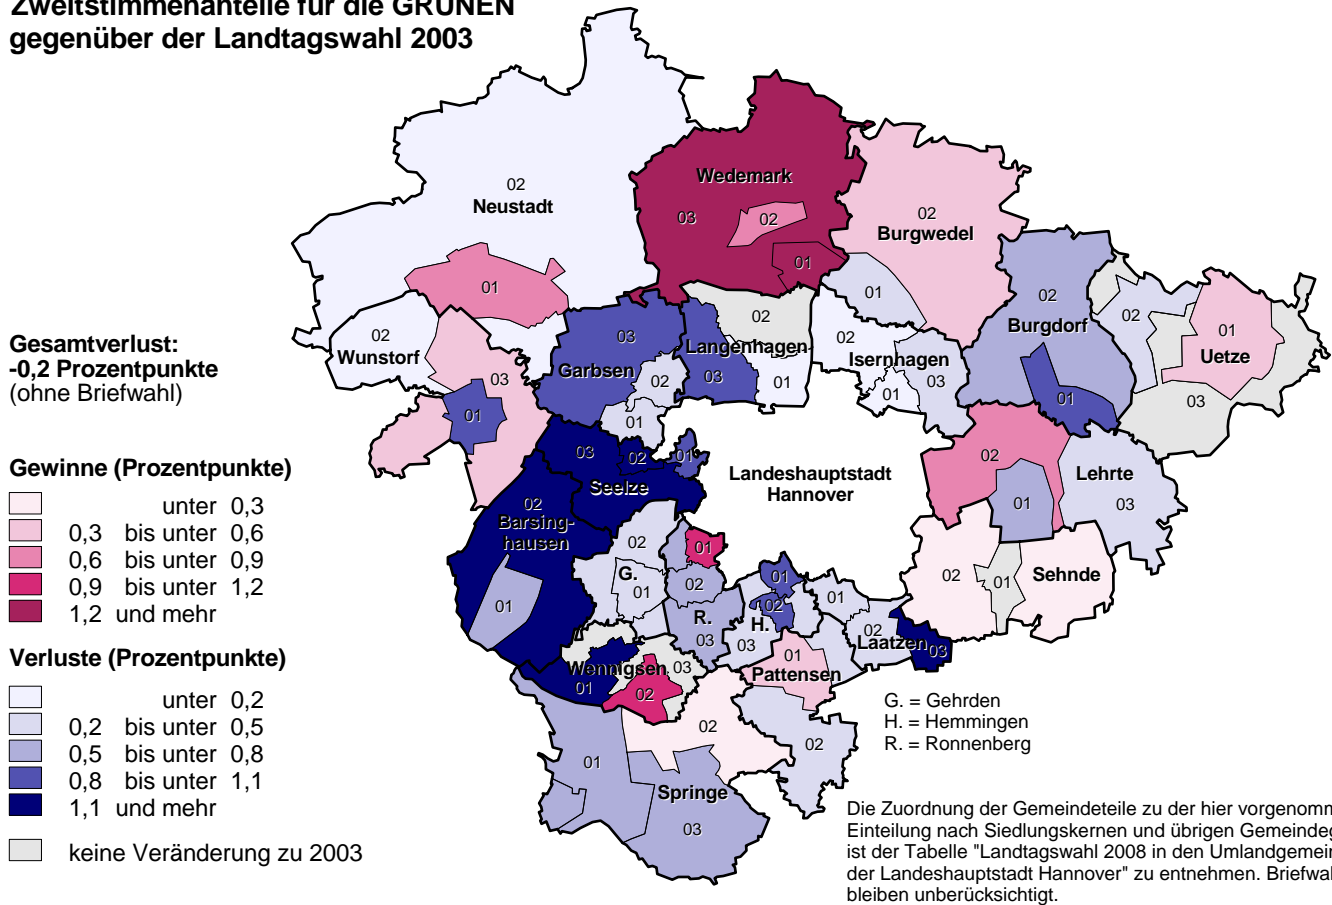 Zweitstimmenanteile für die GRÜNEN
gegenüber der Landtagswahl 2003
Gesamtverlust:
-0,2 Prozentpunkte
(ohne Briefwahl)
Gewinne (Prozentpunkte)
unter 0,3
0,3 bis unter 0,6
0,6 bis unter 0,9
0,9 bis unter 1,2
1,2 und mehr
Verluste (Prozentpunkte)
unter 0,2
0,2 bis unter 0,5
0,5 bis unter 0,8
0,8 bis unter 1,1
1,1 und mehr
keine Veränderung zu 2003
02
Neustadt
01
Wedemark
03
02
01
02
Burgwedel
01
02
Wunstorf
03
01
03
Garbsen
02
01
02
Langenhagen
03
01
02
Isernhagen
03
01
02
Burgdorf
01
02
01
Uetze
03
03
02
01
Seelze
Landeshauptstadt
Hannover
02
Lehrte
01
03
02
Barsing-
hausen
01
02
G.
01
01
02
R.
03
01
02
H.
03
01
02
Laatzen
03
02
01
Sehnde
Wennigsen
03
01
02
01
Pattensen
02
02
01
Springe
03
G. = Gehrden
H. = Hemmingen
R. = Ronnenberg
Die Zuordnung der Gemeindeteile zu der hier vorgenomm
Einteilung nach Siedlungskernen und übrigen Gemeindeg
ist der Tabelle "Landtagswahl 2008 in den Umlandgemein
der Landeshauptstadt Hannover" zu entnehmen. Briefwah
bleiben unberücksichtigt.